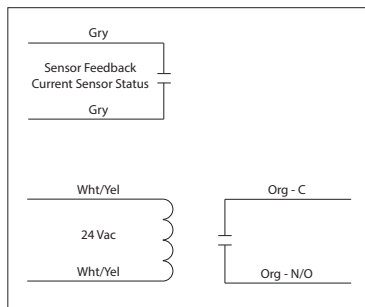 Gry
Sensor Feedback
Current Sensor Status
Gry
Wht/Yel
Org - C
24 Vac
Wht/Yel
Org - N/O